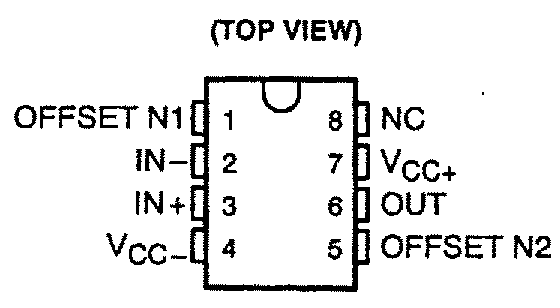 (TOP VIEW)
OFFSET N1 1 8 NC
IN− 2 7 VCC+
IN+ 3 6 OUT
VCC− 4 5 OFFSET N2